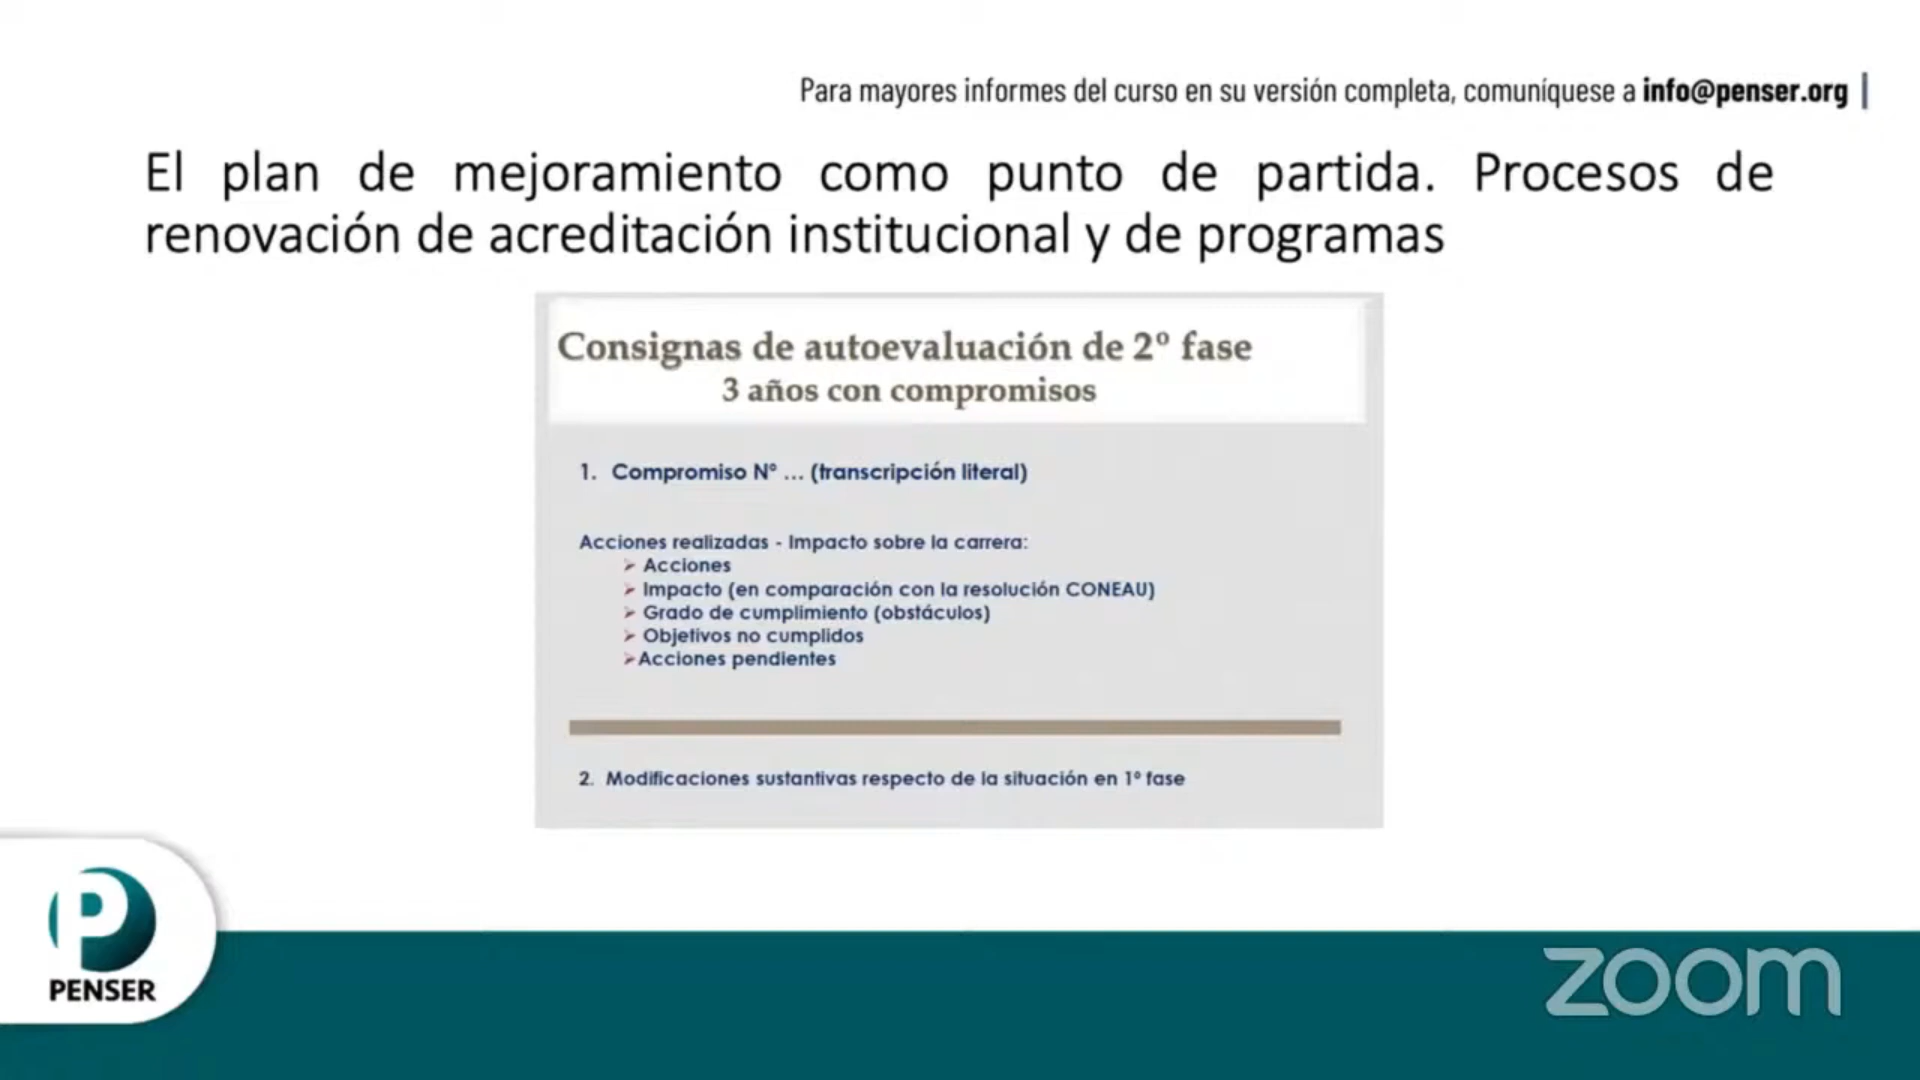 Para mayores informes del curso en su versión completa, comuníquese a info@penser.org |
El plan de mejoramiento como punto de partida. Procesos de
renovación de acreditación institucional y de programas
Consignas de autoevaluación de 2º fase
3 años con compromisos
1. Compromiso Nº ... (transcripción literal)
Acciones realizadas - Impacto sobre la carrera:
➢ Acciones
➢ Impacto (en comparación con la resolución CONEAU)
➢ Grado de cumplimiento (obstáculos)
➢ Objetivos no cumplidos
➢Acciones pendientes
2. Modificaciones sustantivas respecto de la situación en 1º fase
P
PENSER
zoom